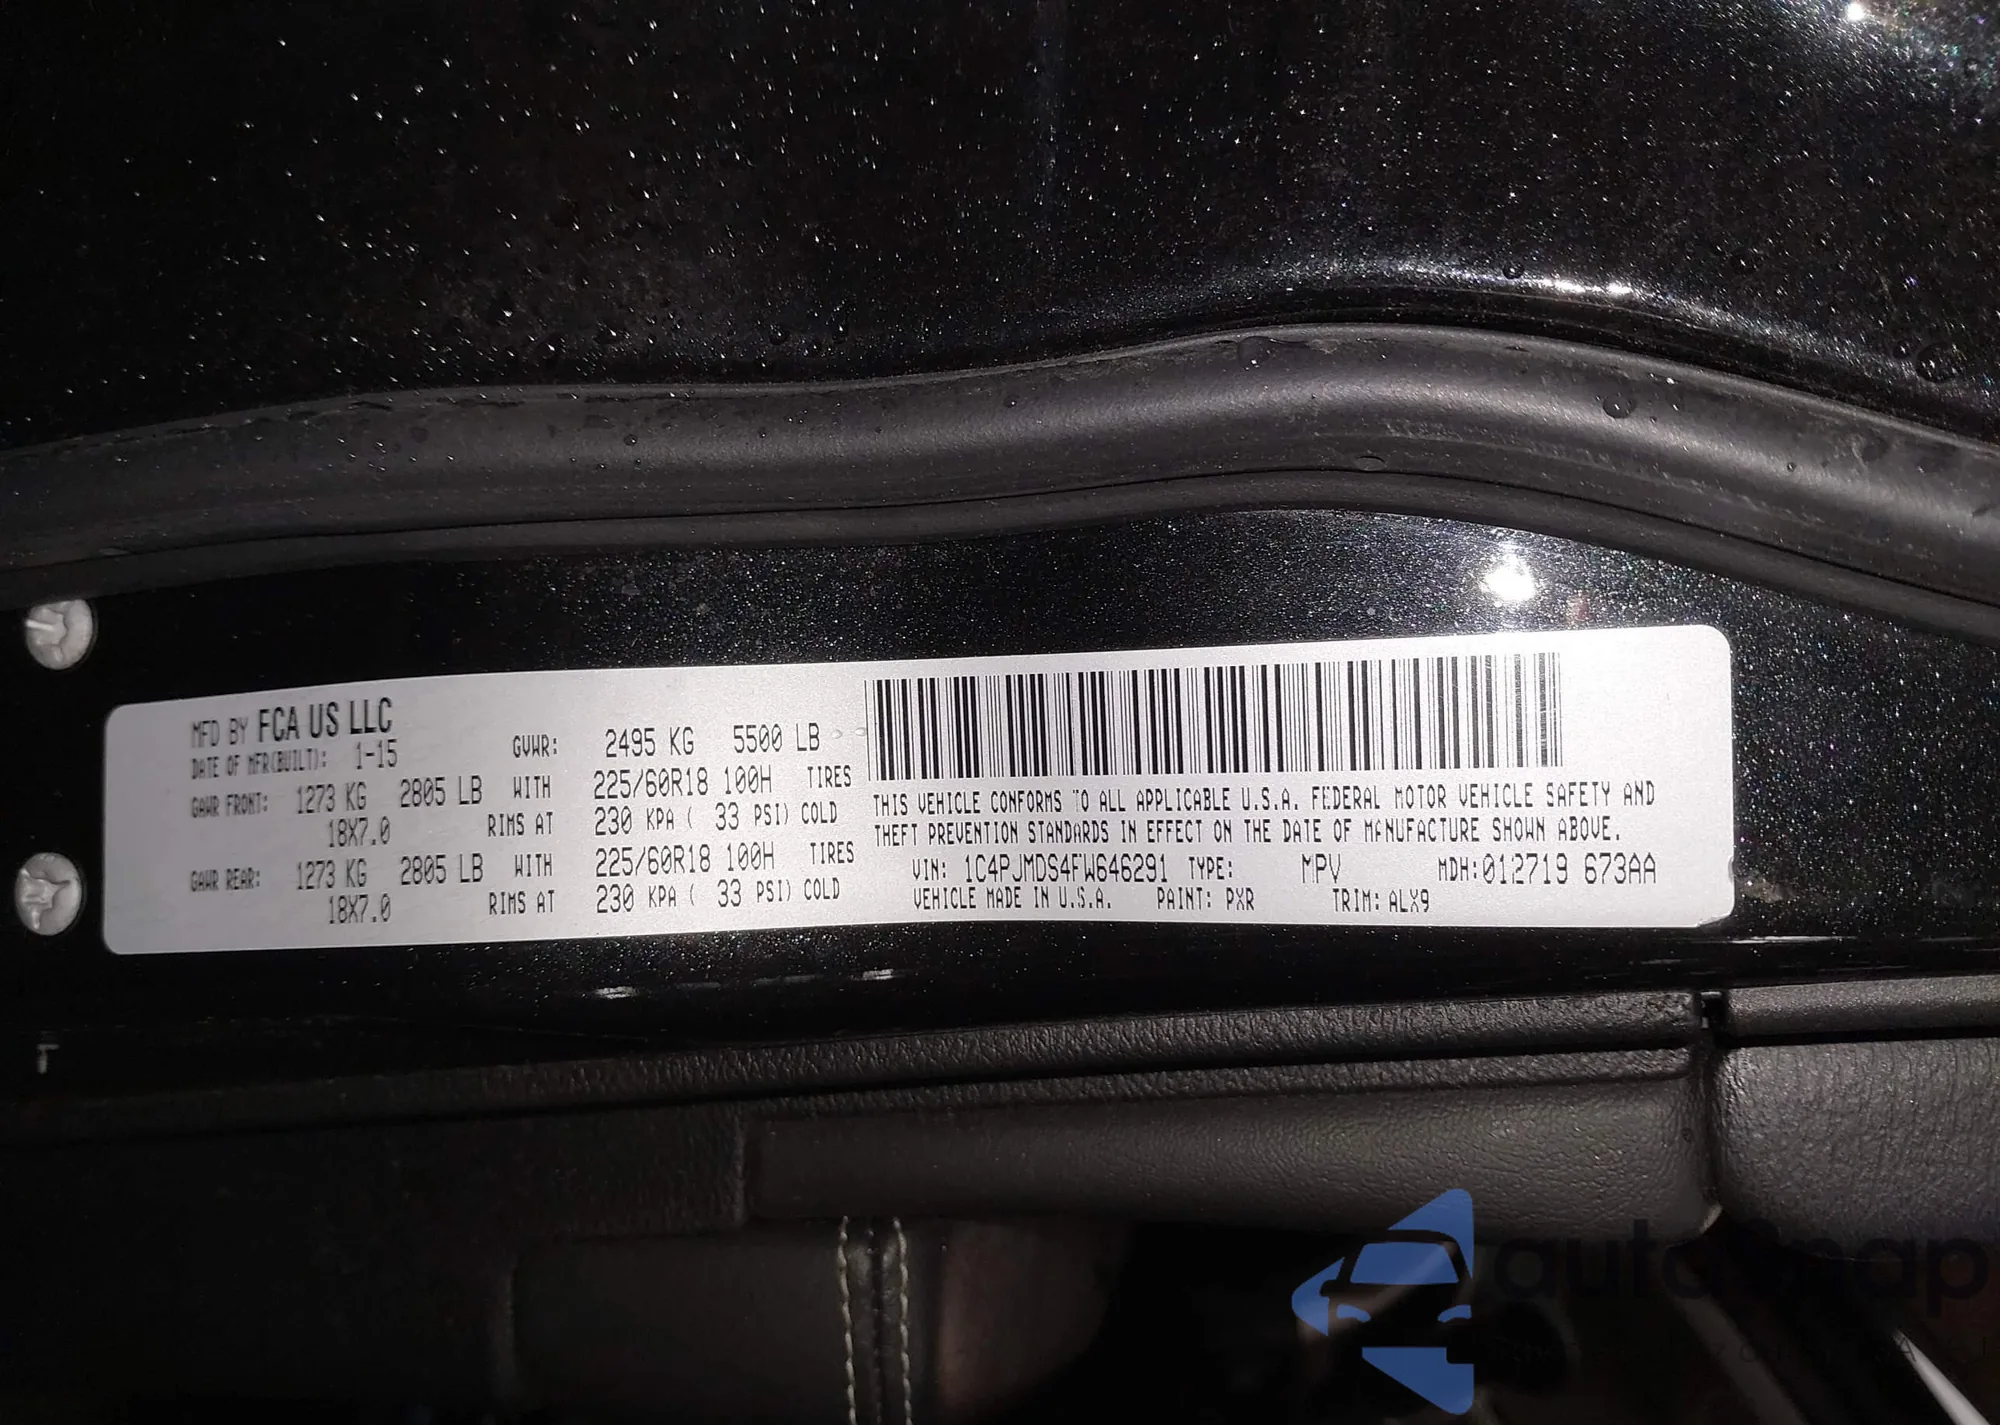 MFD BY FCA US LLC
DATE OF MFR(BUILT): 1-15
GVWR: 2495 KG 5500 LB
GAWR FRONT: 1273 KG 2805 LB WITH 225/60R18 100H TIRES
18X7.0 RIMS AT 230 KPA ( 33 PSI) COLD
GAWR REAR: 1273 KG 2805 LB WITH 225/60R18 100H TIRES
18X7.0 RIMS AT 230 KPA ( 33 PSI) COLD
THIS VEHICLE CONFORMS TO ALL APPLICABLE U.S.A. FEDERAL MOTOR VEHICLE SAFETY AND
THEFT PREVENTION STANDARDS IN EFFECT ON THE DATE OF MANUFACTURE SHOWN ABOVE.
VIN: 1C4PJMDS4FW646291 TYPE: MPV MDH: 012719 673AA
VEHICLE MADE IN U.S.A. PAINT: PXR TRIM: ALX9